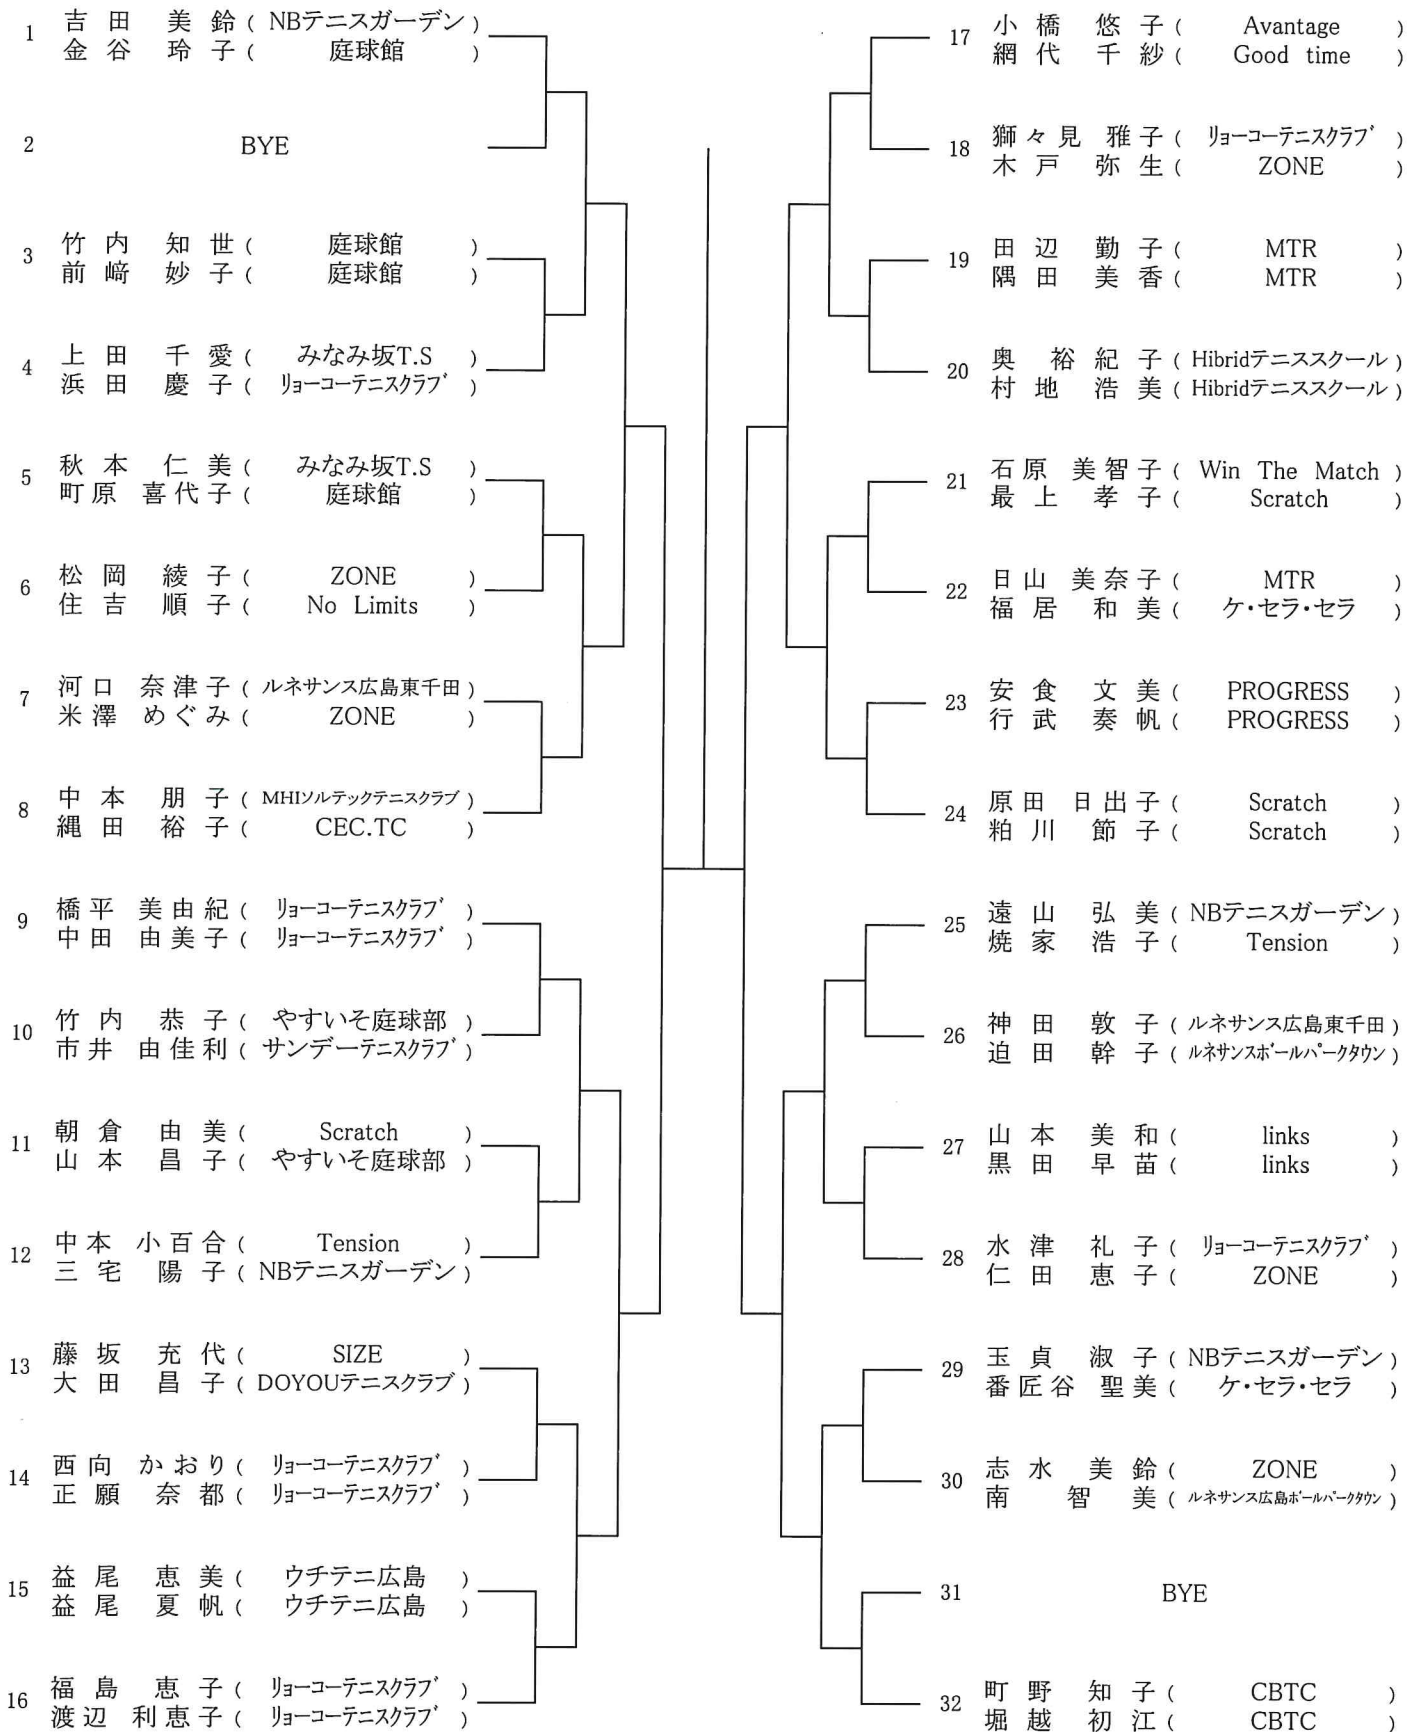 1 吉田 美鈴 ( NBテニスガーデン )
金谷 玲子 ( 庭球館 )
2 BYE
3 竹内 知世 ( 庭球館 )
前﨑 妙子 ( 庭球館 )
4 上田 千愛 ( みなみ坂T.S )
浜田 慶子 ( ﾘｮｰｺｰﾃﾆｽｸﾗﾌﾞ )
5 秋本 仁美 ( みなみ坂T.S )
町原 喜代子 ( 庭球館 )
6 松岡 綾子 ( ZONE )
住吉 順子 ( No Limits )
7 河口 奈津子 ( ルネサンス広島東千田 )
米澤 めぐみ ( ZONE )
8 中本 朋子 ( MHIソルテックテニスクラブ )
縄田 裕子 ( CEC.TC )
9 橋平 美由紀 ( ﾘｮｰｺｰﾃﾆｽｸﾗﾌﾞ )
中田 由美子 ( ﾘｮｰｺｰﾃﾆｽｸﾗﾌﾞ )
10 竹内 恭子 ( やすいそ庭球部 )
市井 由佳利 ( サンデーテニスクラブ )
11 朝倉 由美 ( Scratch )
山本 昌子 ( やすいそ庭球部 )
12 中本 小百合 ( Tension )
三宅 陽子 ( NBテニスガーデン )
13 藤坂 充代 ( SIZE )
大田 昌子 ( DOYOUテニスクラブ )
14 西向 かおり ( ﾘｮｰｺｰﾃﾆｽｸﾗﾌﾞ )
正願 奈都 ( ﾘｮｰｺｰﾃﾆｽｸﾗﾌﾞ )
15 益尾 恵美 ( ウチテニ広島 )
益尾 夏帆 ( ウチテニ広島 )
16 福島 恵子 ( ﾘｮｰｺｰﾃﾆｽｸﾗﾌﾞ )
渡辺 利恵子 ( ﾘｮｰｺｰﾃﾆｽｸﾗﾌﾞ )
17 小橋 悠子 ( Avantage )
網代 千紗 ( Good time )
18 獅々見 雅子 ( ﾘｮｰｺｰﾃﾆｽｸﾗﾌﾞ )
木戸 弥生 ( ZONE )
19 田辺 勤子 ( MTR )
隅田 美香 ( MTR )
20 奥 裕紀子 ( Hibridテニススクール )
村地 浩美 ( Hibridテニススクール )
21 石原 美智子 ( Win The Match )
最上 孝子 ( Scratch )
22 日山 美奈子 ( MTR )
福居 和美 ( ケ・セラ・セラ )
23 安食 文美 ( PROGRESS )
行武 奏帆 ( PROGRESS )
24 原田 日出子 ( Scratch )
粕川 節子 ( Scratch )
25 遠山 弘美 ( NBテニスガーデン )
焼家 浩子 ( Tension )
26 神田 敦子 ( ルネサンス広島東千田 )
迫田 幹子 ( ﾙﾈｻﾝｽﾎﾞｰﾙﾊﾟｰｸﾀｳﾝ )
27 山本 美和 ( links )
黒田 早苗 ( links )
28 水津 礼子 ( ﾘｮｰｺｰﾃﾆｽｸﾗﾌﾞ )
仁田 恵子 ( ZONE )
29 玉貞 淑子 ( NBテニスガーデン )
番匠谷 聖美 ( ケ・セラ・セラ )
30 志水 美鈴 ( ZONE )
南 智美 ( ﾙﾈｻﾝｽ広島ﾎﾞｰﾙﾊﾟｰｸﾀｳﾝ )
31 BYE
32 町野 知子 ( CBTC )
堀越 初江 ( CBTC )